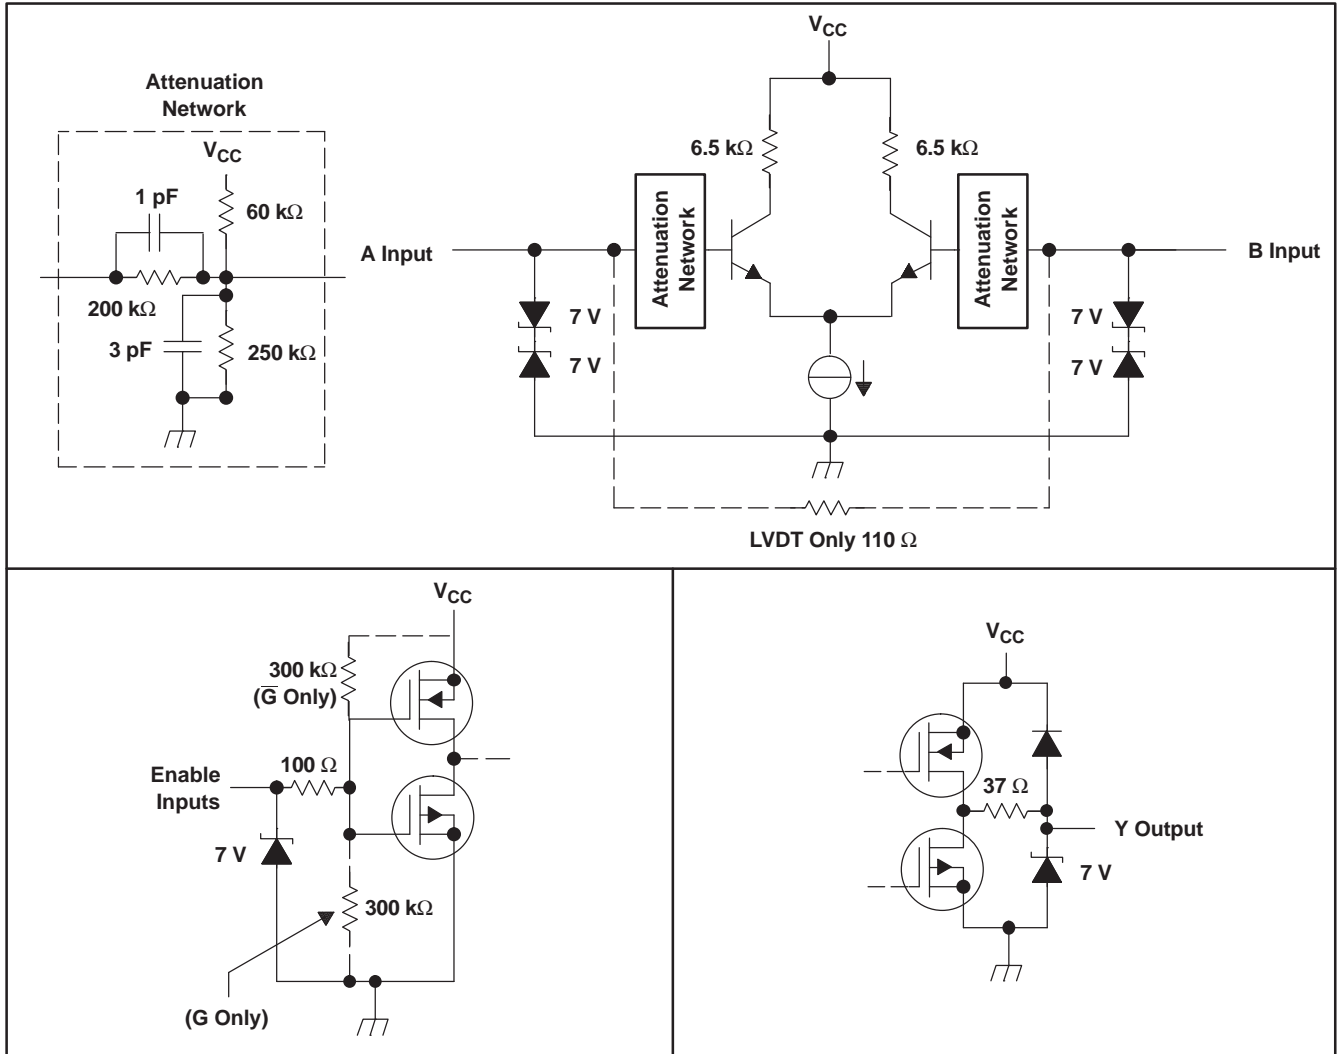 Attenuation
Network
VCC
1 pF
60 kΩ
200 kΩ
3 pF
250 kΩ
VCC
6.5 kΩ
6.5 kΩ
A Input
Attenuation
Network
Attenuation
Network
B Input
7 V
7 V
7 V
7 V
LVDT Only 110 Ω
VCC
300 kΩ
(G̅ Only)
100 Ω
Enable
Inputs
7 V
300 kΩ
(G Only)
VCC
37 Ω
Y Output
7 V